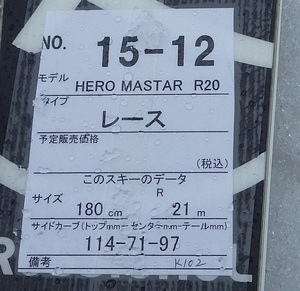 NO. 15-12
モデル
HERO MASTAR R20
タイプ
レース
予定販売価格
(税込)
このスキーのデータ
サイズ 180 cm R 21 m
サイドカーブ(トップmm-センターmm-テールmm)
114-71-97
備考 K102